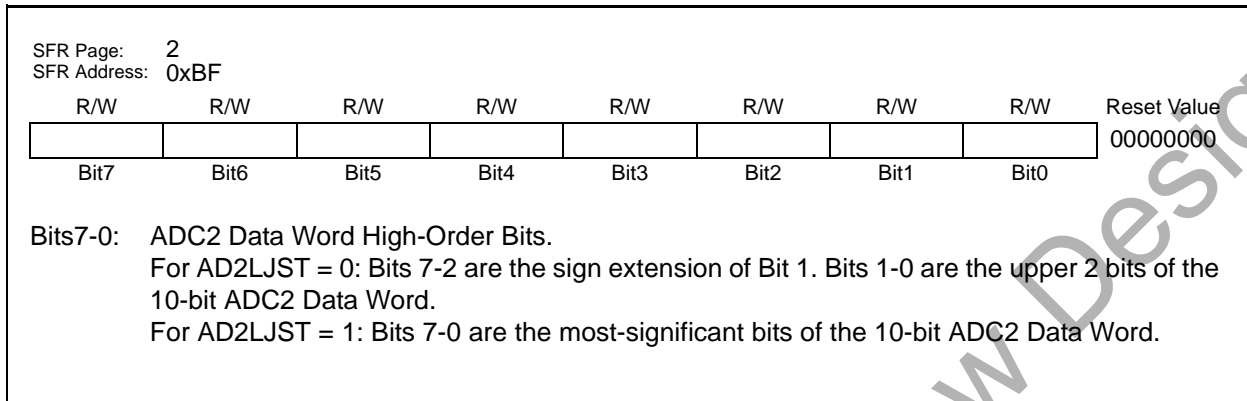 SFR Page: 2
SFR Address: 0xBF
R/W R/W R/W R/W R/W R/W R/W R/W Reset Value
00000000
Bit7 Bit6 Bit5 Bit4 Bit3 Bit2 Bit1 Bit0
Bits7-0: ADC2 Data Word High-Order Bits.
For AD2LJST = 0: Bits 7-2 are the sign extension of Bit 1. Bits 1-0 are the upper 2 bits of the
10-bit ADC2 Data Word.
For AD2LJST = 1: Bits 7-0 are the most-significant bits of the 10-bit ADC2 Data Word.